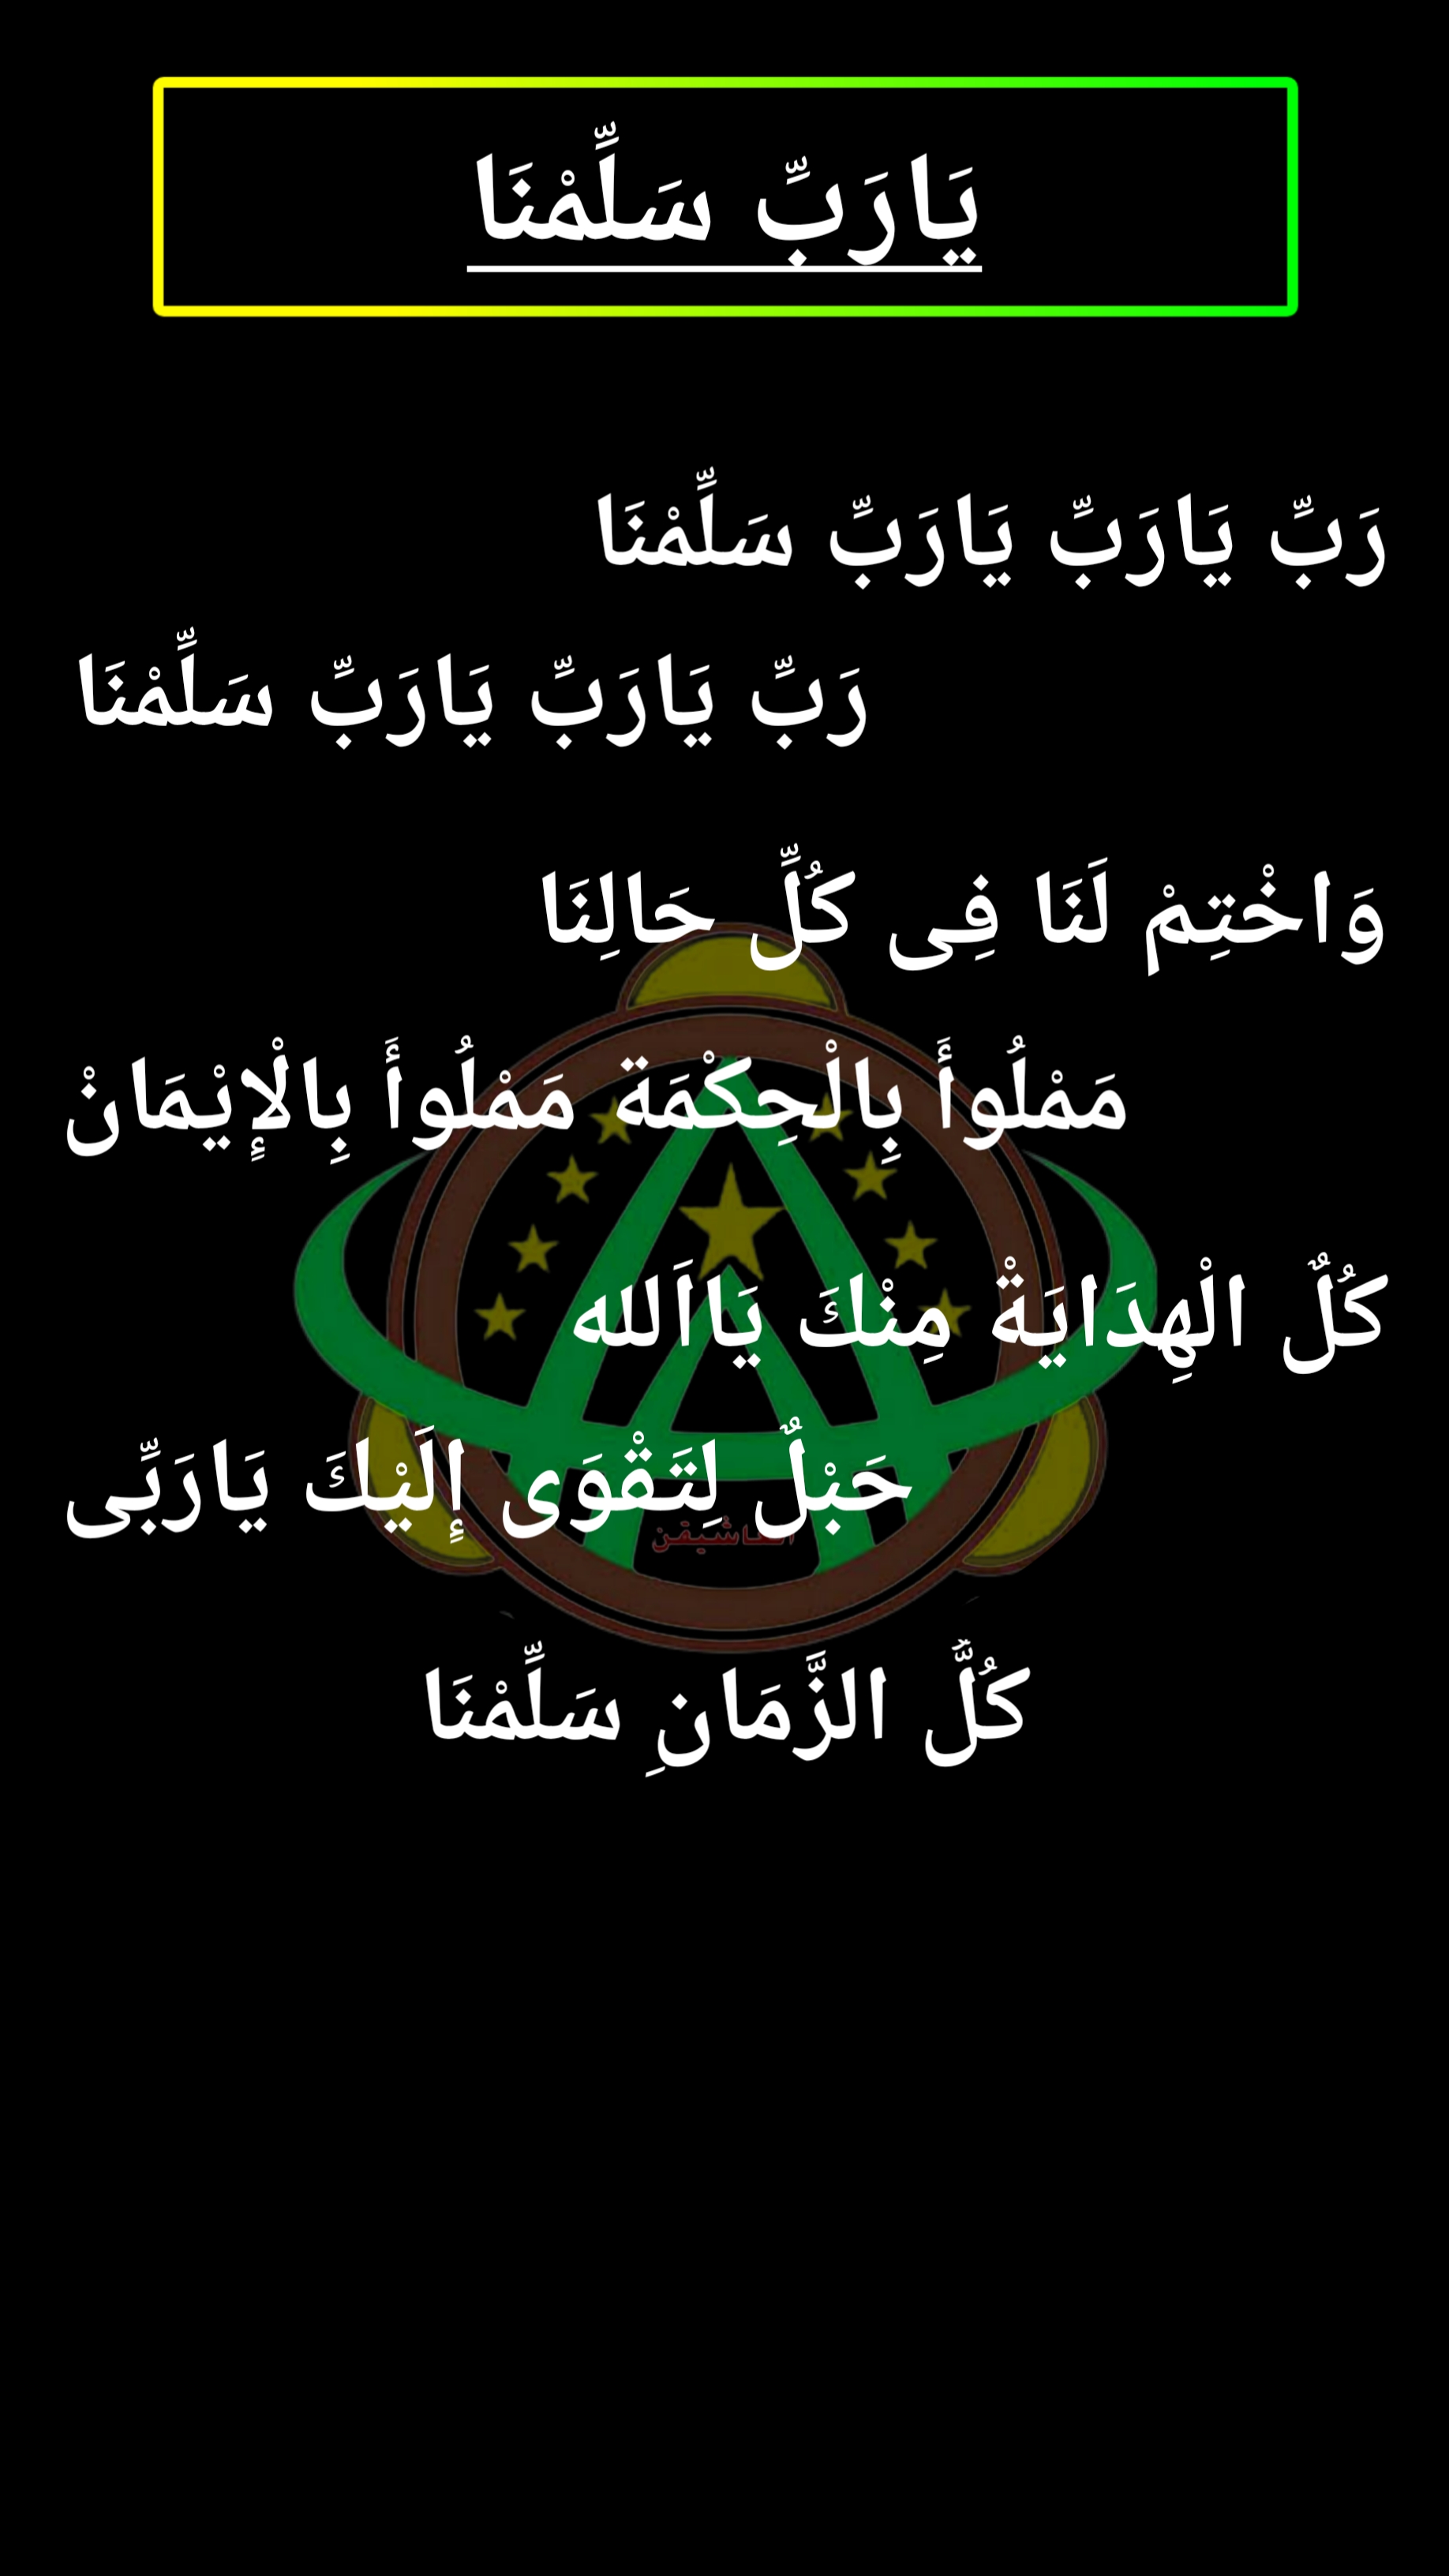 يَارَبِّ سَلِّمْنَا
رَبِّ يَارَبِّ يَارَبِّ سَلِّمْنَا
رَبِّ يَارَبِّ يَارَبِّ سَلِّمْنَا
وَاخْتِمْ لَنَا فِى كُلِّ حَالِنَا
مَمْلُوأَ بِالْحِكْمَة مَمْلُوأَ بِالْإِيْمَانْ
كُلٌ الْهِدَايَةْ مِنْكَ يَااَلله
حَبْلٌ لِتَقْوَى إِلَيْكَ يَارَبِّى
كُلُّ الزَّمَانِ سَلِّمْنَا